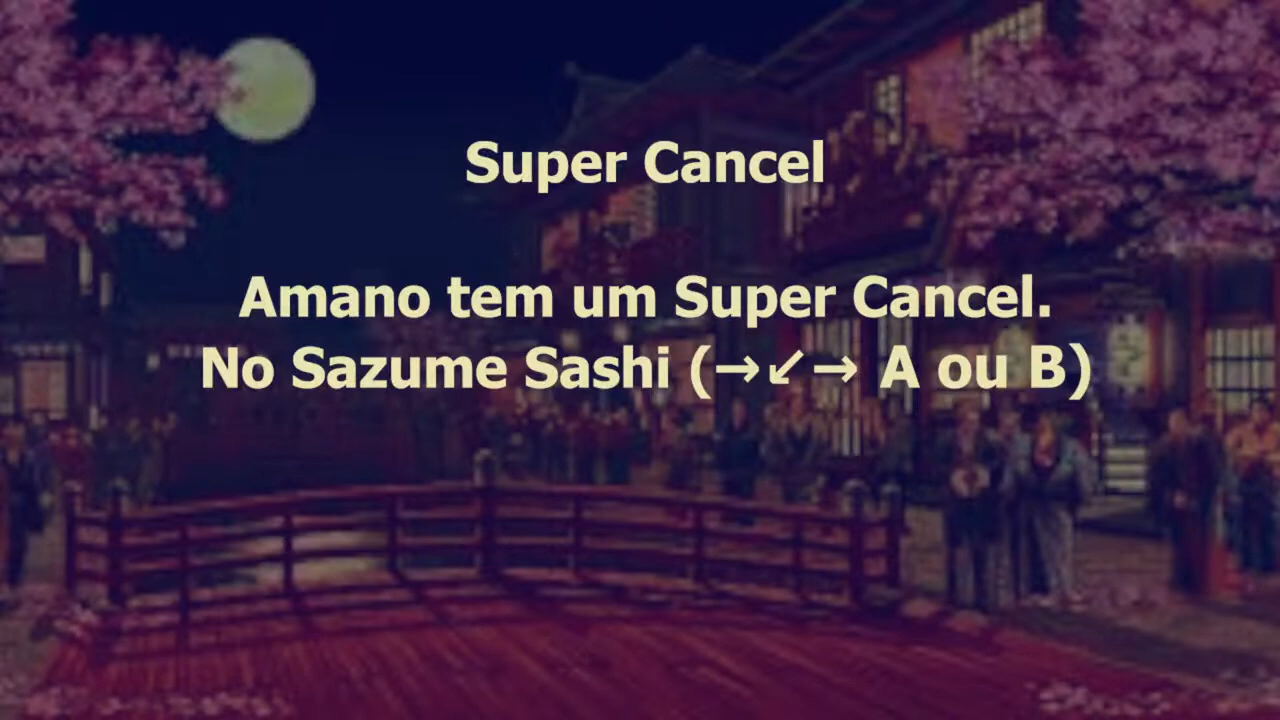 Super Cancel
Amano tem um Super Cancel.
No Sazume Sashi (→↙→ A ou B)